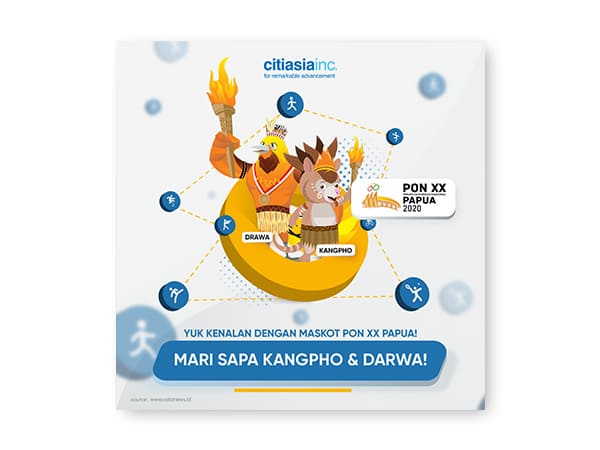 citiasiainc.
for remarkable advancement
PON XX
PAPUA
2020
DRAWA
KANGPHO
YUK KENALAN DENGAN MASKOT PON XX PAPUA!
MARI SAPA KANGPHO & DARWA!